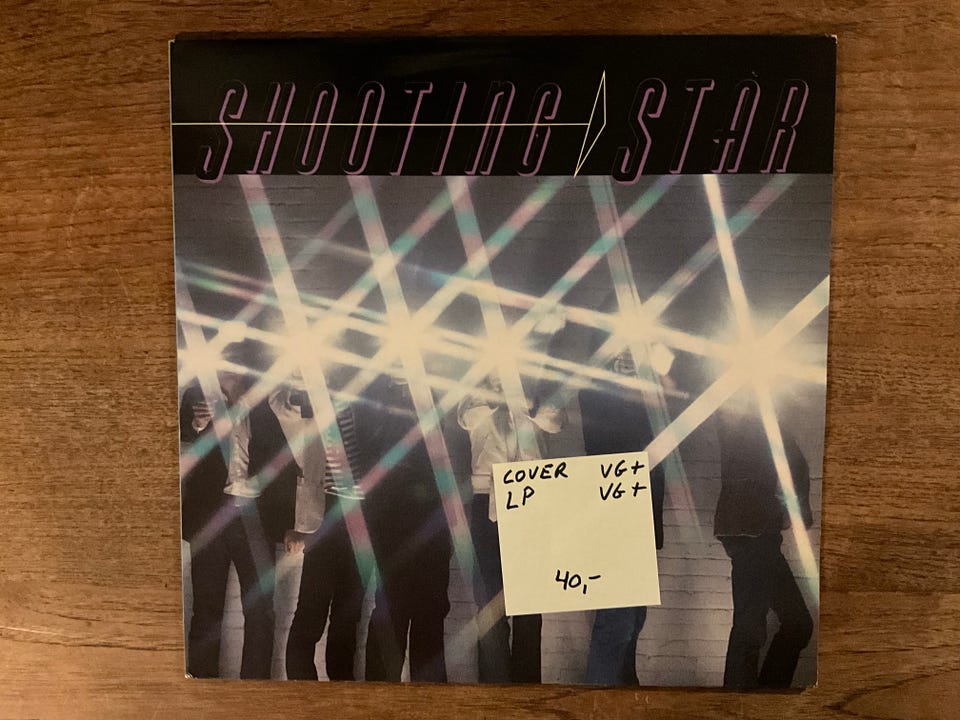 SHOOTING STAR
COVER VG+
LP VG+
40,-